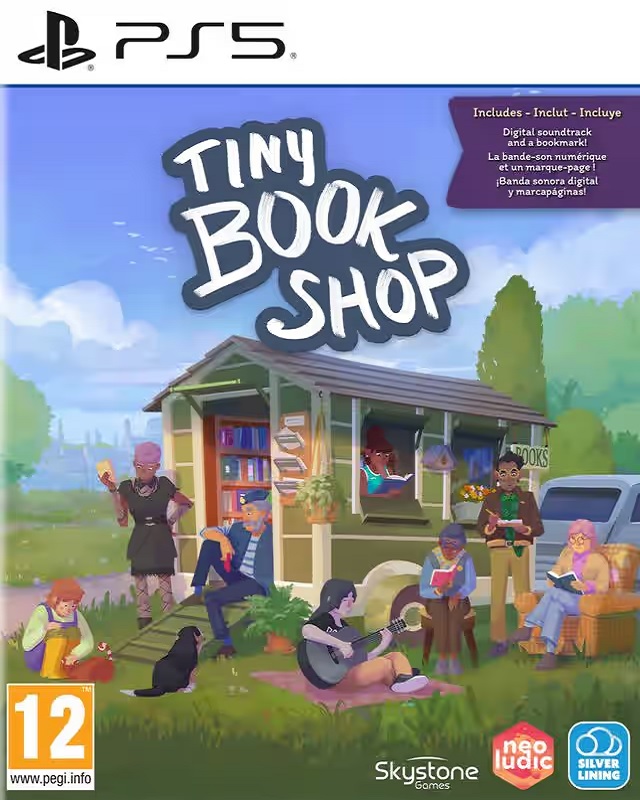 PS5
Includes - Inclut - Incluye
Digital soundtrack
and a bookmark!
La bande-son numérique
et un marque-page !
¡Banda sonora digital
y marcapáginas!
TINY
BOOK
SHOP
BOOKS
12
www.pegi.info
Skystone
Games
neo
ludic
SILVER
LINING